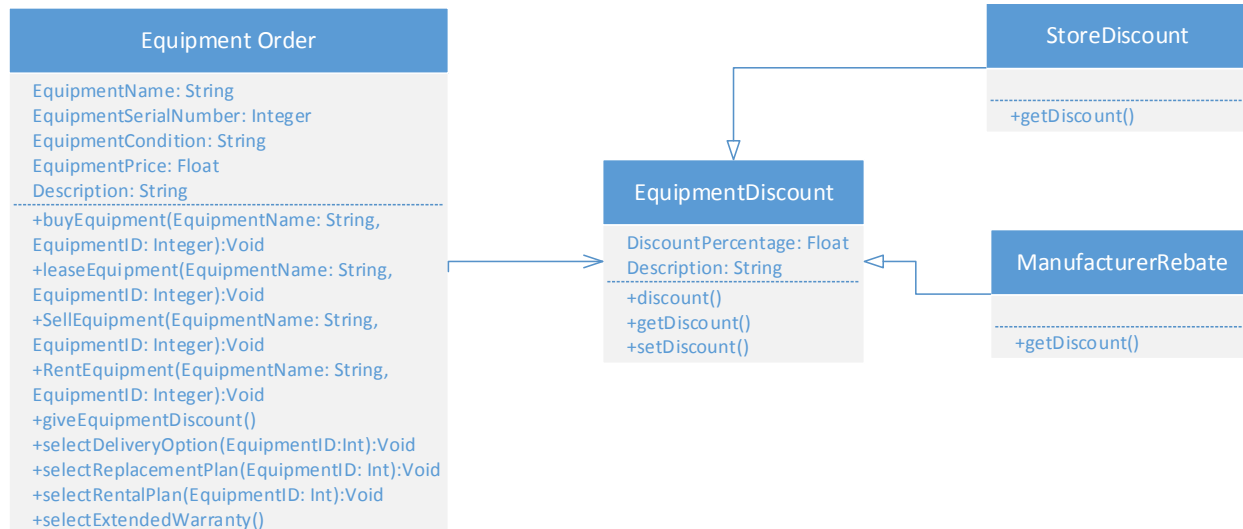 Equipment Order
EquipmentName: String
EquipmentSerialNumber: Integer
EquipmentCondition: String
EquipmentPrice: Float
Description: String
+buyEquipment(EquipmentName: String,
EquipmentID: Integer):Void
+leaseEquipment(EquipmentName: String,
EquipmentID: Integer):Void
+SellEquipment(EquipmentName: String,
EquipmentID: Integer):Void
+RentEquipment(EquipmentName: String,
EquipmentID: Integer):Void
+giveEquipmentDiscount()
+selectDeliveryOption(EquipmentID:Int):Void
+selectReplacementPlan(EquipmentID: Int):Void
+selectRentalPlan(EquipmentID: Int):Void
+selectExtendedWarranty()
EquipmentDiscount
DiscountPercentage: Float
Description: String
+discount()
+getDiscount()
+setDiscount()
StoreDiscount
+getDiscount()
ManufacturerRebate
+getDiscount()